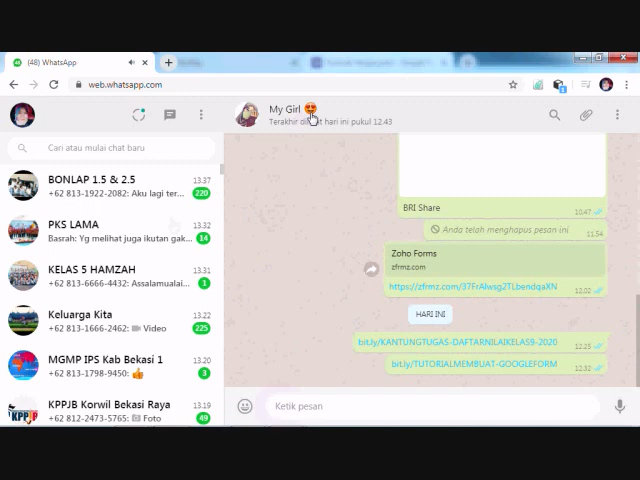 (48) WhatsApp
web.whatsapp.com
My Girl
Terakhir dilihat hari ini pukul 12.43
Cari atau mulai chat baru
BONLAP 1.5 & 2.5
13.37
+62 813-1922-2082: Aku lagi ter...
220
PKS LAMA
13.32
Basrah: Yg melihat juga ikutan gak...
14
KELAS 5 HAMZAH
13.31
+62 813-6666-4432: Assalamualai...
1
Keluarga Kita
13.22
+62 813-1666-2462: Video
225
MGMP IPS Kab Bekasi 1
13.20
+62 813-1798-9450: 👍
3
KPPJB Korwil Bekasi Raya
13.19
+62 812-2473-5765: Foto
49
BRI Share
10.47
Anda telah menghapus pesan ini
11.54
Zoho Forms
zfrmz.com
https://zfrmz.com/37FrAlwsg2TLbendqaXN
12.02
HARI INI
bit.ly/KANTUNGTUGAS-DAFTARNILAIKELAS9-2020
12.25
bit.ly/TUTORIALMEMBUAT-GOOGLEFORM
12.32
Ketik pesan